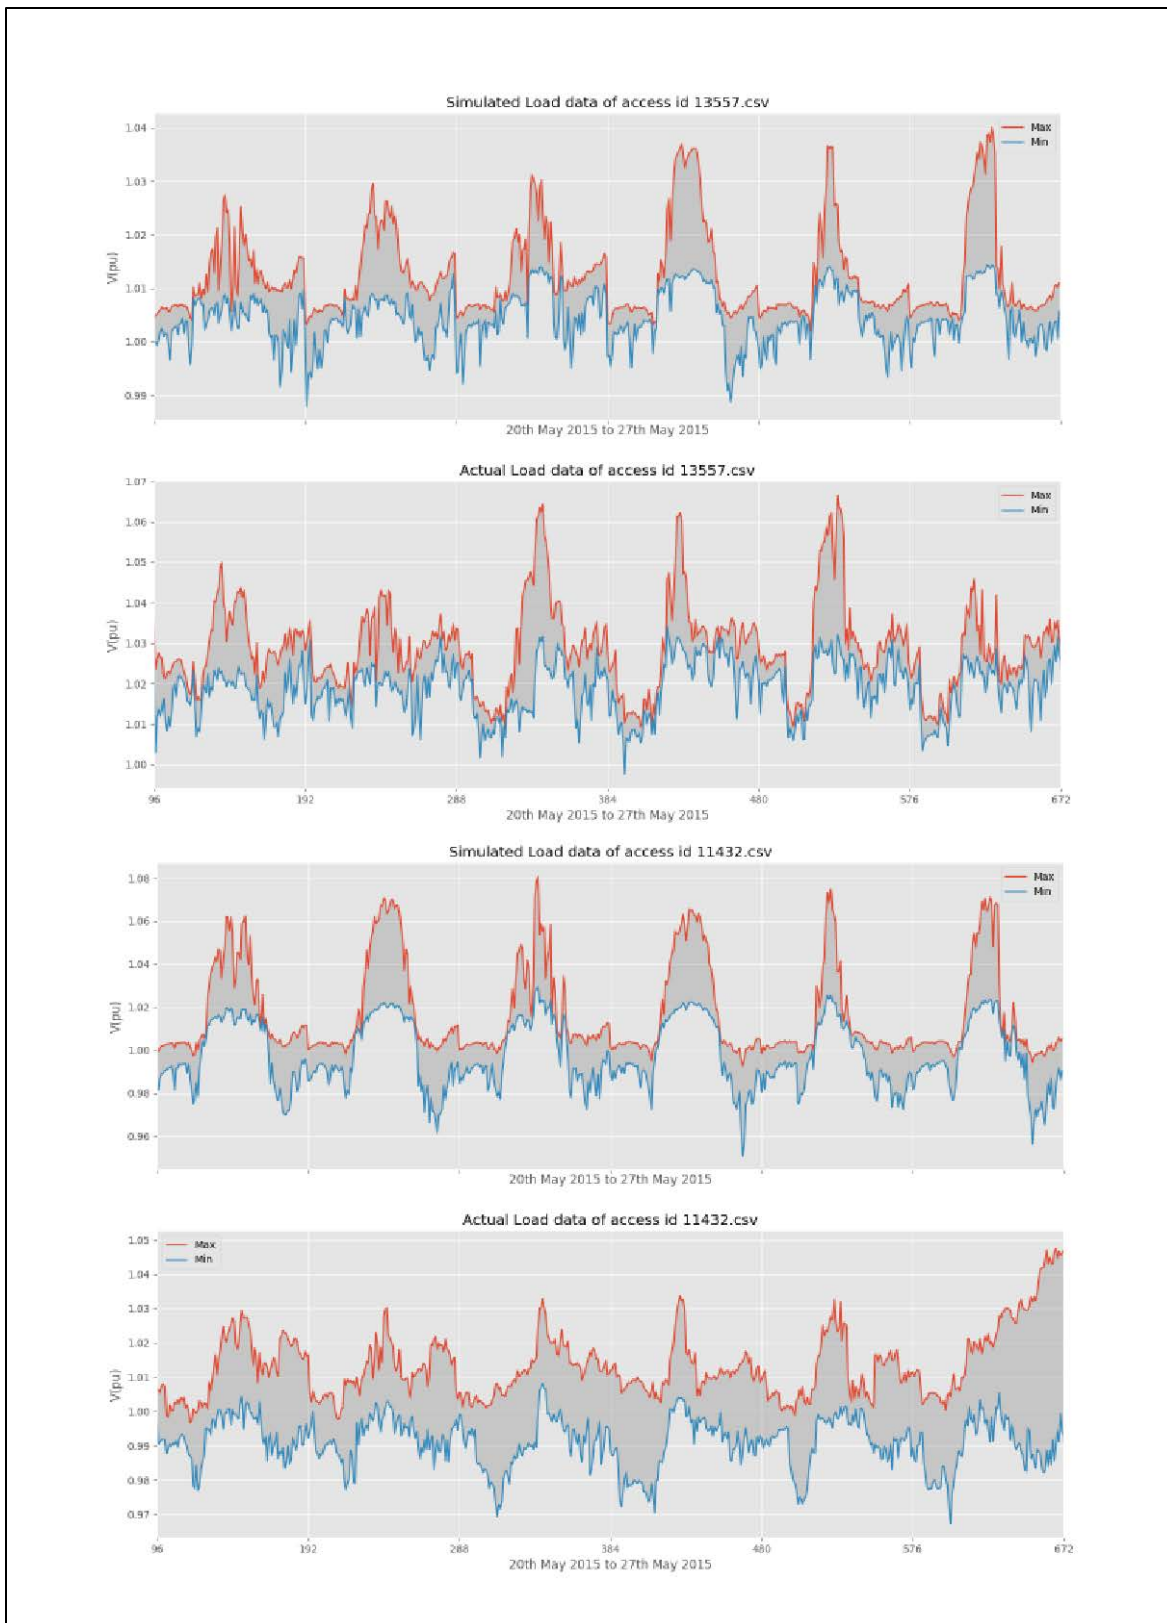 Simulated Load data of access id 13557.csv
1.04
1.03
1.02
1.01
1.00
0.99
V(pu)
Max
Min
20th May 2015 to 27th May 2015
Actual Load data of access id 13557.csv
1.07
1.06
1.05
1.04
1.03
1.02
1.01
1.00
V(pu)
Max
Min
96 192 288 384 480 576 672
20th May 2015 to 27th May 2015
Simulated Load data of access id 11432.csv
1.08
1.06
1.04
1.02
1.00
0.98
0.96
V(pu)
Max
Min
20th May 2015 to 27th May 2015
Actual Load data of access id 11432.csv
1.05
1.04
1.03
1.02
1.01
1.00
0.99
0.98
0.97
V(pu)
Max
Min
96 192 288 384 480 576 672
20th May 2015 to 27th May 2015